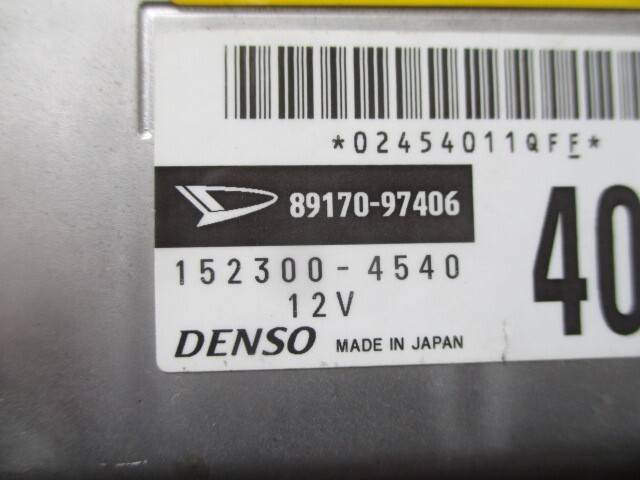 *02454011QFF*
89170-97406
152300-4540
40
12V
DENSO MADE IN JAPAN